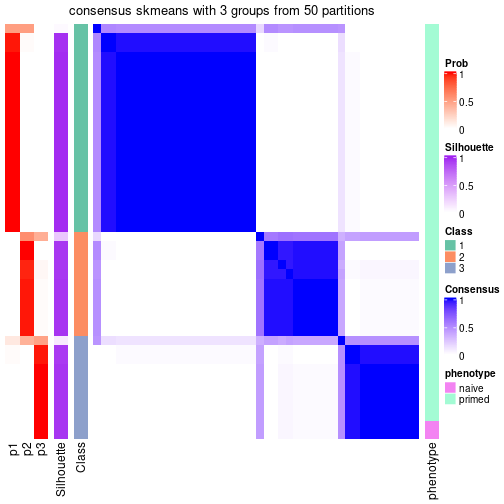 consensus skmeans with 3 groups from 50 partitions
Prob
1
0.5
0
Silhouette
1
0.5
0
Class
1
2
3
Consensus
1
0.5
0
phenotype
naive
primed
p1
p2
p3
Silhouette
Class
phenotype